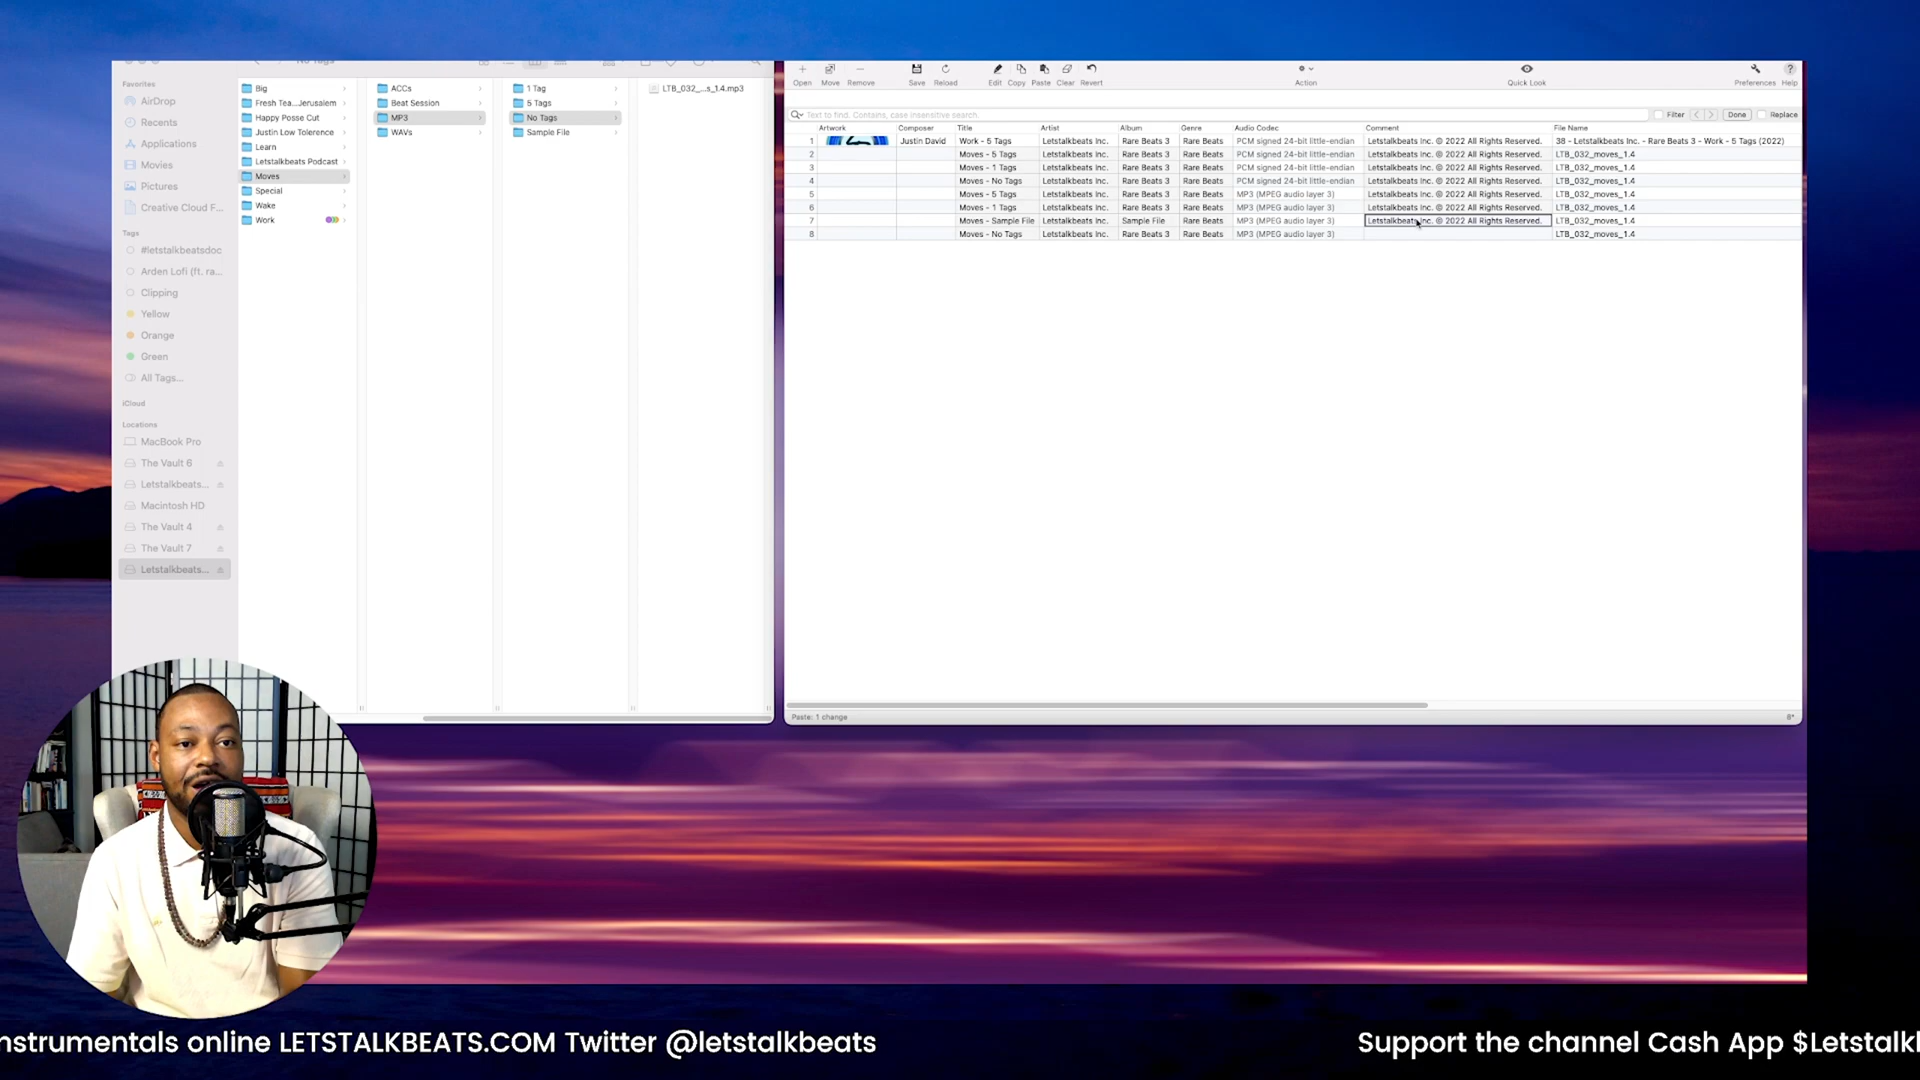 Favorites
AirDrop
Recents
Applications
Movies
Pictures
Creative Cloud F...
Tags
#letstalkbeatsdoc
Arden Lofi (ft. ra...
Clipping
Yellow
Orange
Green
All Tags...
iCloud
Locations
MacBook Pro
The Vault 6
Letstalkbeats...
Macintosh HD
The Vault 4
The Vault 7
Letstalkbeats...
Big
Fresh Tea...Jerusalem
Happy Posse Cut
Justin Low Tolerence
Learn
Letstalkbeats Podcast
Moves
Special
Wake
Work
ACCs
Beat Session
MP3
WAVs
1 Tag
5 Tags
No Tags
Sample File
LTB_032_...s_1.4.mp3
Open Move Remove Save Reload Edit Copy Paste Clear Revert Action Quick Look Preferences Help
Text to find. Contains, case insensitive search. Filter Done Replace
Artwork Composer Title Artist Album Genre Audio Codec Comment File Name
1 Justin David Work - 5 Tags Letstalkbeats Inc. Rare Beats 3 Rare Beats PCM signed 24-bit little-endian Letstalkbeats Inc. © 2022 All Rights Reserved. 38 - Letstalkbeats Inc. - Rare Beats 3 - Work - 5 Tags (2022)
2 Moves - 5 Tags Letstalkbeats Inc. Rare Beats 3 Rare Beats PCM signed 24-bit little-endian Letstalkbeats Inc. © 2022 All Rights Reserved. LTB_032_moves_1.4
3 Moves - 1 Tags Letstalkbeats Inc. Rare Beats 3 Rare Beats PCM signed 24-bit little-endian Letstalkbeats Inc. © 2022 All Rights Reserved. LTB_032_moves_1.4
4 Moves - No Tags Letstalkbeats Inc. Rare Beats 3 Rare Beats PCM signed 24-bit little-endian Letstalkbeats Inc. © 2022 All Rights Reserved. LTB_032_moves_1.4
5 Moves - 5 Tags Letstalkbeats Inc. Rare Beats 3 Rare Beats MP3 (MPEG audio layer 3) Letstalkbeats Inc. © 2022 All Rights Reserved. LTB_032_moves_1.4
6 Moves - 1 Tags Letstalkbeats Inc. Rare Beats 3 Rare Beats MP3 (MPEG audio layer 3) Letstalkbeats Inc. © 2022 All Rights Reserved. LTB_032_moves_1.4
7 Moves - Sample File Letstalkbeats Inc. Sample File Rare Beats MP3 (MPEG audio layer 3) Letstalkbeats Inc. © 2022 All Rights Reserved. LTB_032_moves_1.4
8 Moves - No Tags Letstalkbeats Inc. Rare Beats 3 Rare Beats MP3 (MPEG audio layer 3) LTB_032_moves_1.4
Paste: 1 change 8*
nstrumentals online LETSTALKBEATS.COM Twitter @letstalkbeats
Support the channel Cash App $Letstalk